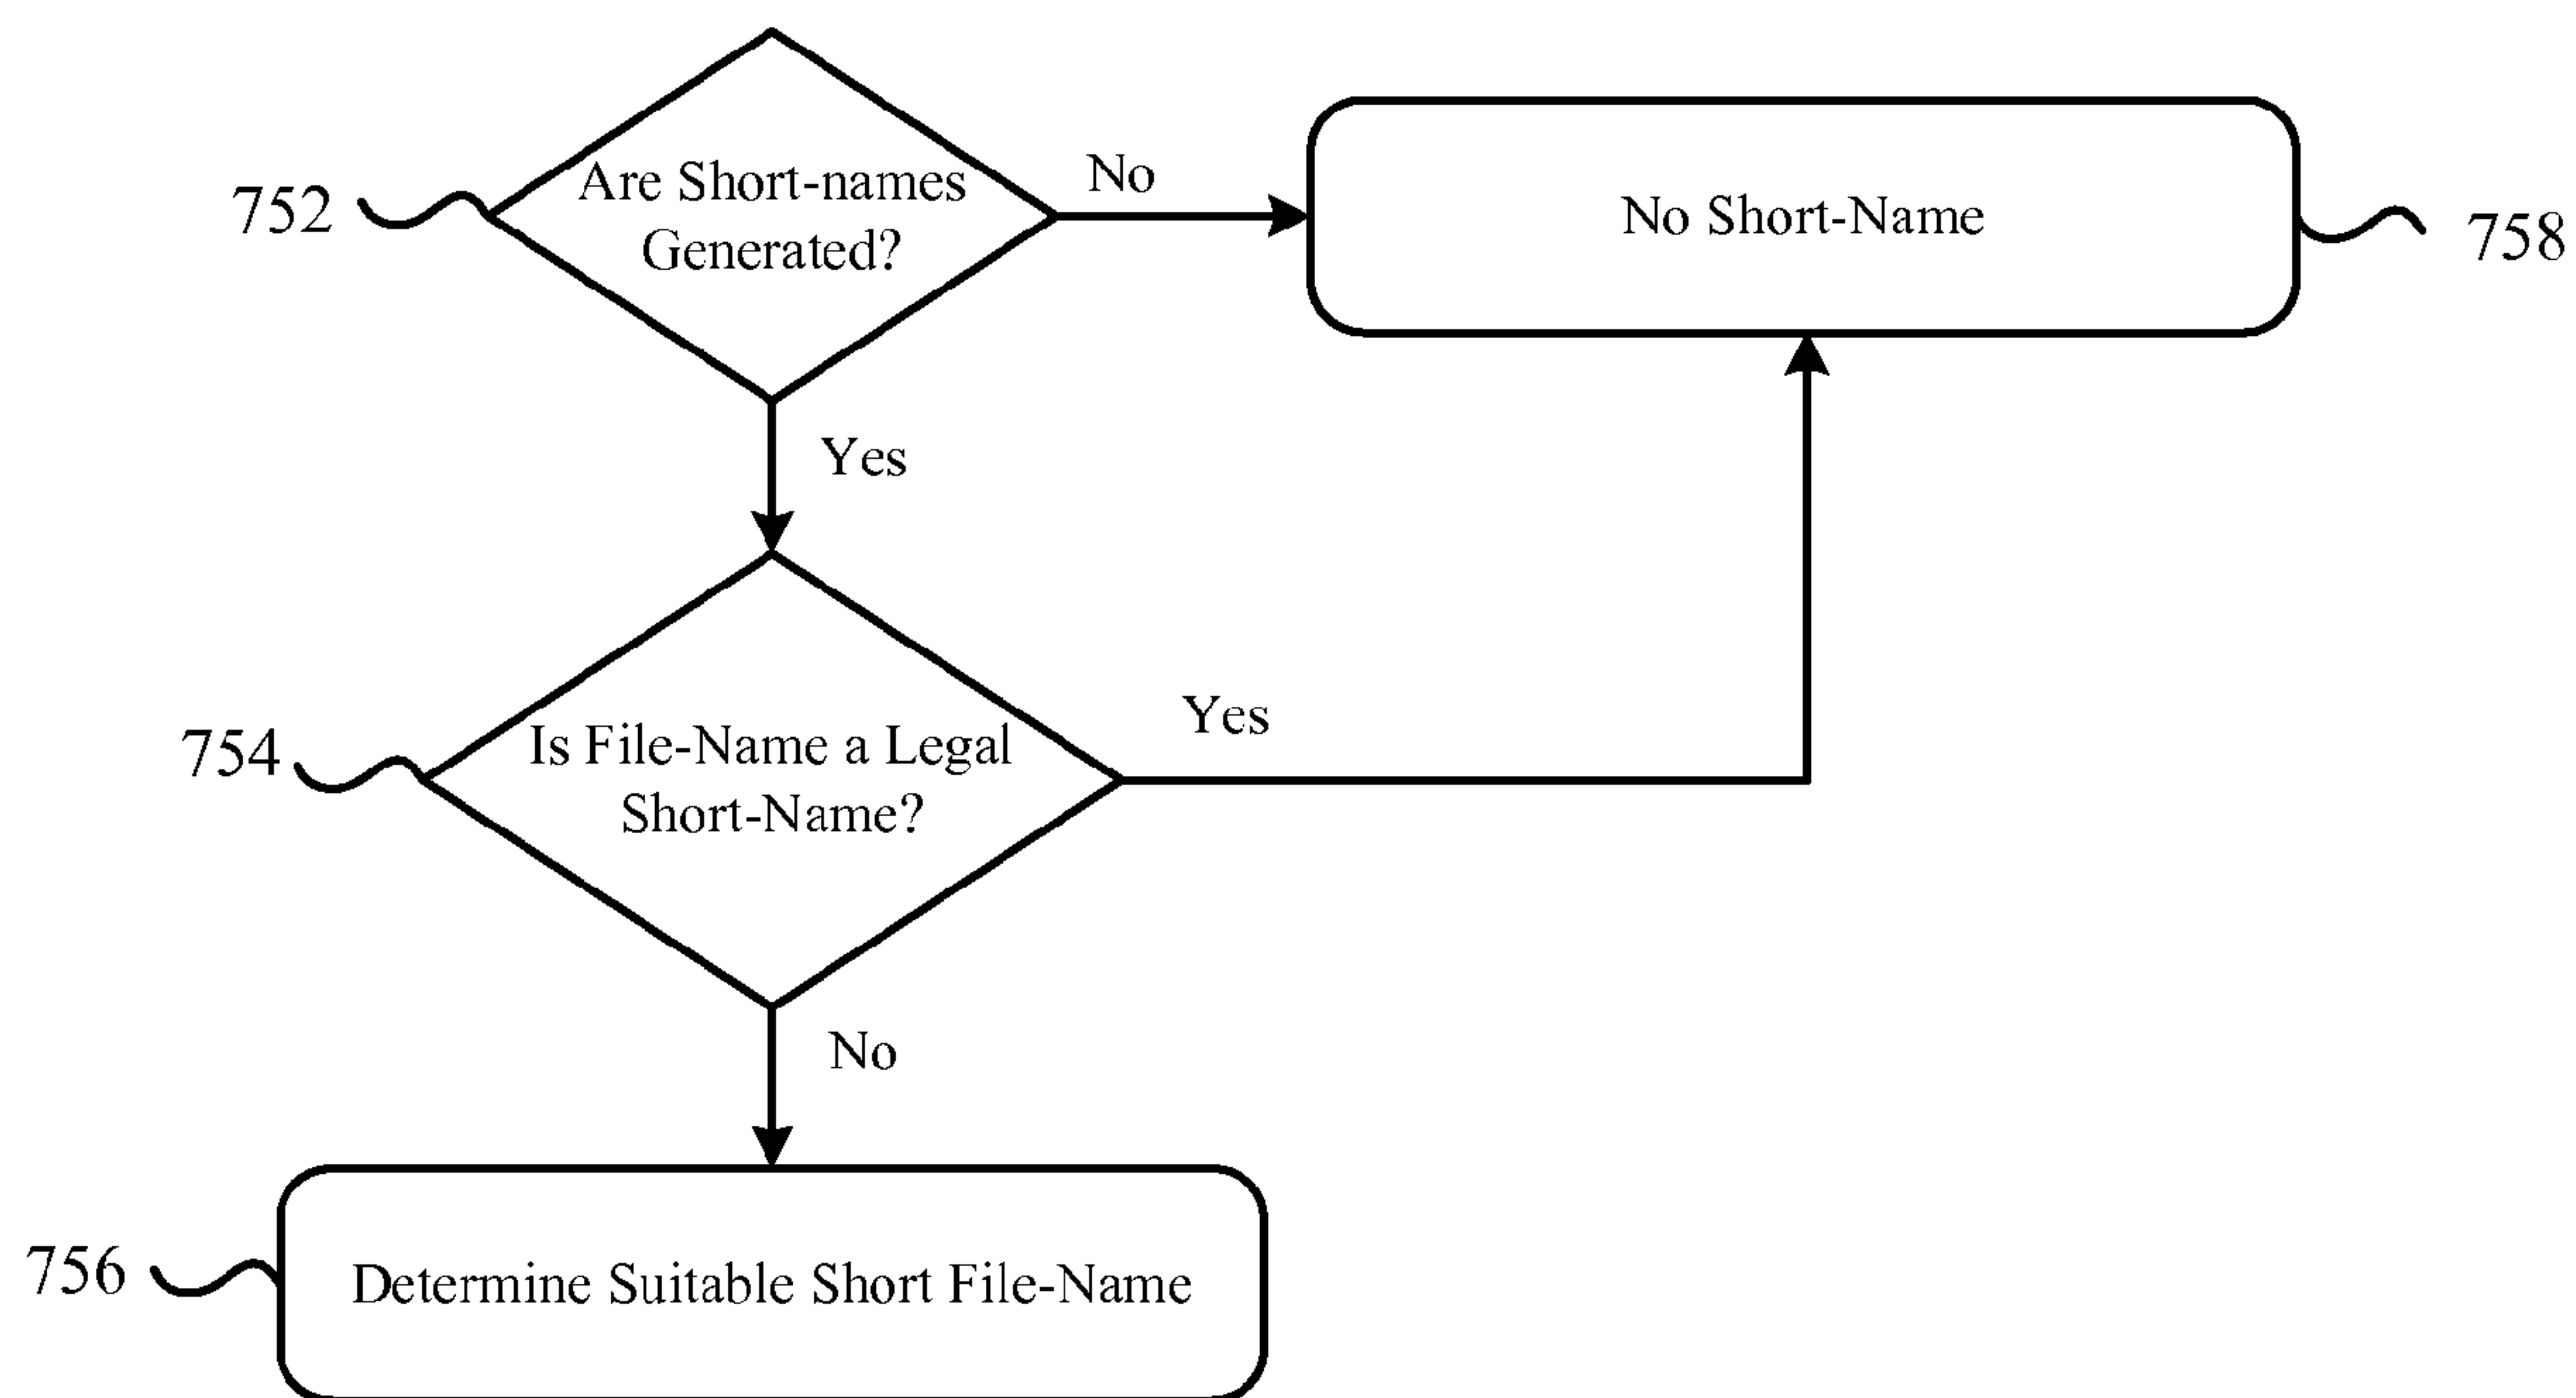 752
Are Short-names
Generated?
No
No Short-Name
758
Yes
754
Is File-Name a Legal
Short-Name?
Yes
No
756
Determine Suitable Short File-Name